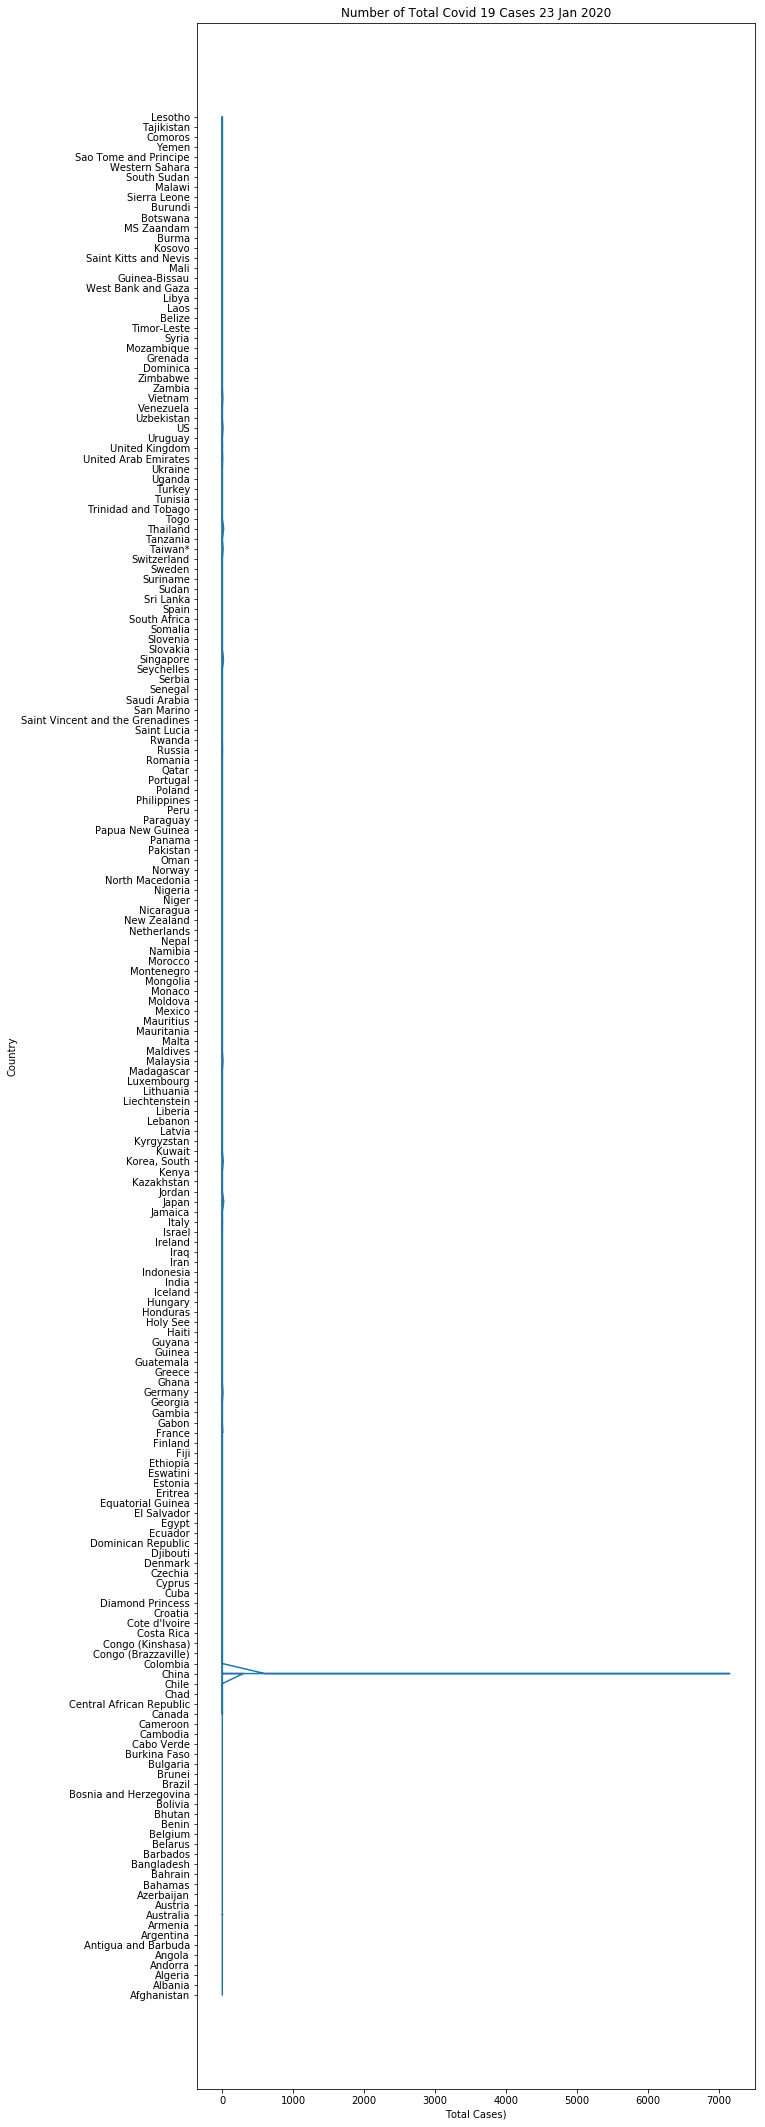 Number of Total Covid 19 Cases 23 Jan 2020
Lesotho
Tajikistan
Comoros
Yemen
Sao Tome and Principe
Western Sahara
South Sudan
Malawi
Sierra Leone
Burundi
Botswana
MS Zaandam
Burma
Kosovo
Saint Kitts and Nevis
Mali
Guinea-Bissau
West Bank and Gaza
Libya
Laos
Belize
Timor-Leste
Syria
Mozambique
Grenada
Dominica
Zimbabwe
Zambia
Vietnam
Venezuela
Uzbekistan
US
Uruguay
United Kingdom
United Arab Emirates
Ukraine
Uganda
Turkey
Tunisia
Trinidad and Tobago
Togo
Thailand
Tanzania
Taiwan*
Switzerland
Sweden
Suriname
Sudan
Sri Lanka
Spain
South Africa
Somalia
Slovenia
Slovakia
Singapore
Seychelles
Serbia
Senegal
Saudi Arabia
San Marino
Saint Vincent and the Grenadines
Saint Lucia
Rwanda
Russia
Romania
Qatar
Portugal
Poland
Philippines
Peru
Paraguay
Papua New Guinea
Panama
Pakistan
Oman
Norway
North Macedonia
Nigeria
Niger
Nicaragua
New Zealand
Netherlands
Nepal
Namibia
Morocco
Montenegro
Mongolia
Monaco
Moldova
Mexico
Mauritius
Mauritania
Malta
Maldives
Malaysia
Madagascar
Luxembourg
Lithuania
Liechtenstein
Liberia
Lebanon
Latvia
Kyrgyzstan
Kuwait
Korea, South
Kenya
Kazakhstan
Jordan
Japan
Jamaica
Italy
Israel
Ireland
Iraq
Iran
Indonesia
India
Iceland
Hungary
Honduras
Holy See
Haiti
Guyana
Guinea
Guatemala
Greece
Ghana
Germany
Georgia
Gambia
Gabon
France
Finland
Fiji
Ethiopia
Eswatini
Estonia
Eritrea
Equatorial Guinea
El Salvador
Egypt
Ecuador
Dominican Republic
Djibouti
Denmark
Czechia
Cyprus
Cuba
Diamond Princess
Croatia
Cote d'Ivoire
Costa Rica
Congo (Kinshasa)
Congo (Brazzaville)
Colombia
China
Chile
Chad
Central African Republic
Canada
Cameroon
Cambodia
Cabo Verde
Burkina Faso
Bulgaria
Brunei
Brazil
Bosnia and Herzegovina
Bolivia
Bhutan
Benin
Belgium
Belarus
Barbados
Bangladesh
Bahrain
Bahamas
Azerbaijan
Austria
Australia
Armenia
Argentina
Antigua and Barbuda
Angola
Andorra
Algeria
Albania
Afghanistan
Country
0 1000 2000 3000 4000 5000 6000 7000
Total Cases)